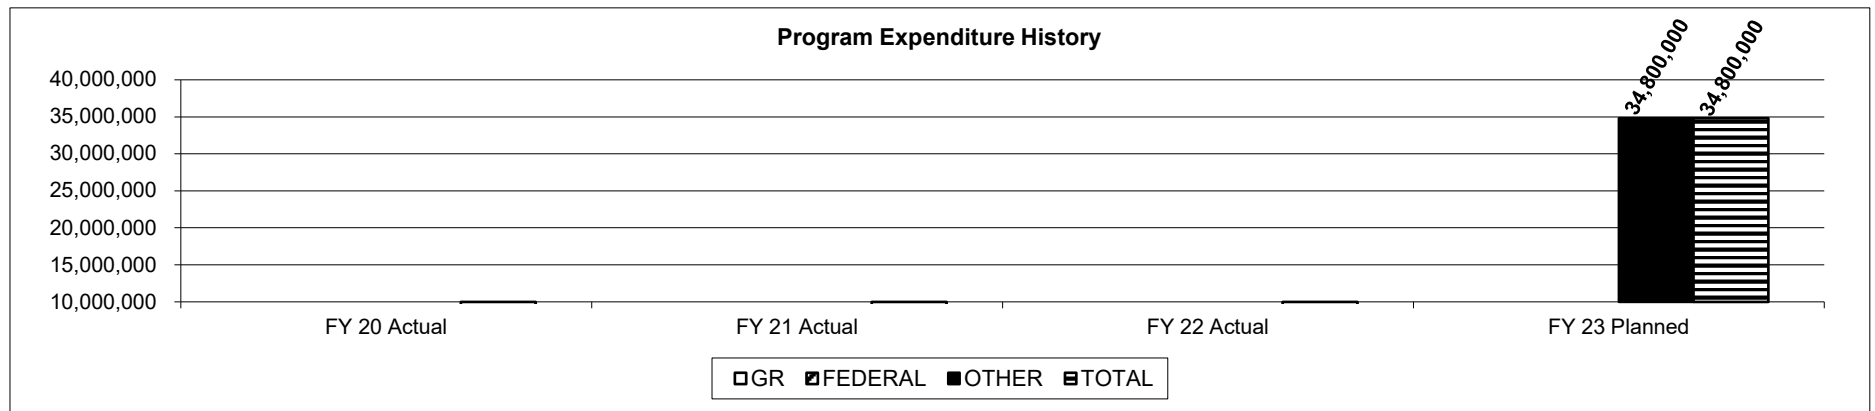 Program Expenditure History
34,800,000
34,800,000
40,000,000
35,000,000
30,000,000
25,000,000
20,000,000
15,000,000
10,000,000
FY 20 Actual
FY 21 Actual
FY 22 Actual
FY 23 Planned
GR FEDERAL OTHER TOTAL